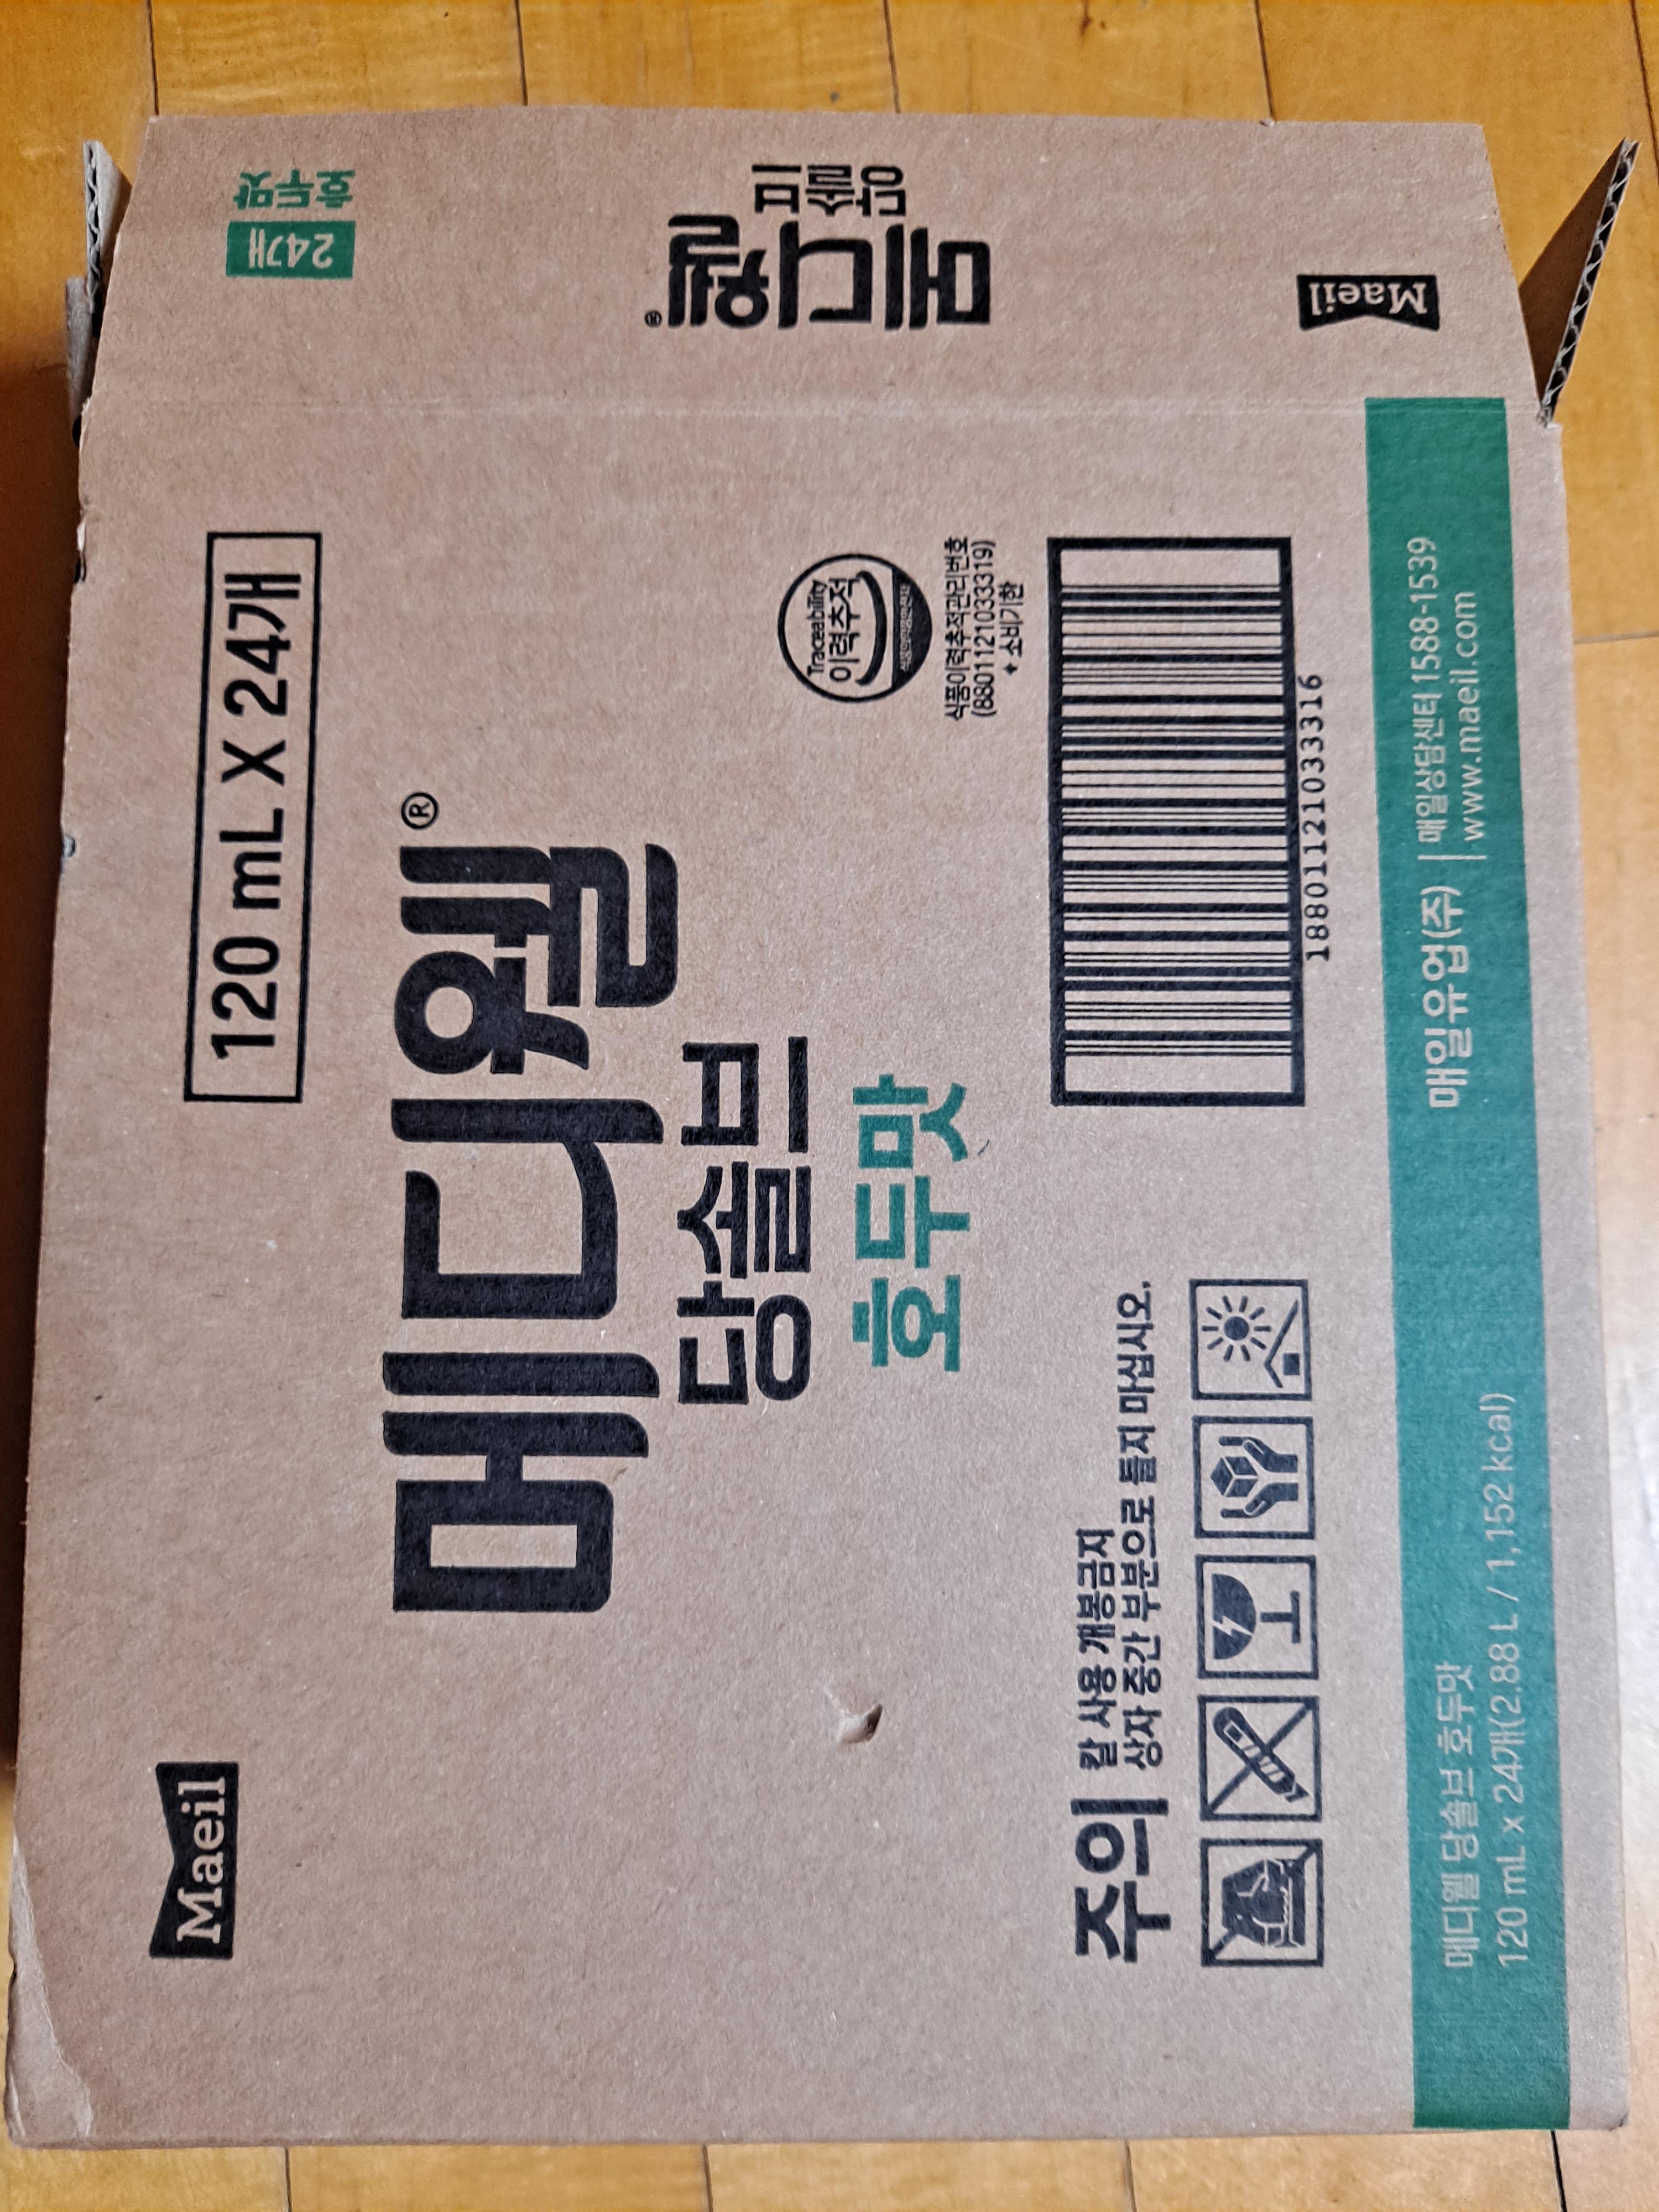 Maeil
120 mL X 24개
메디웰®
당솔브
호두맛
Traceability
이력추적
식품이력추적관리번호
(880112103331​9)
+ 소비기한
18801121033316
주의
칼 사용 개봉금지
상자 중간 부분으로 들지 마십시오.
메디웰 당솔브 호두맛
120 mL x 24개(2.88 L / 1,152 kcal)
매일유업(주)
매일상담센터 1588-1539
www.maeil.com
Maeil
메디웰®
당솔브
호두맛
24개